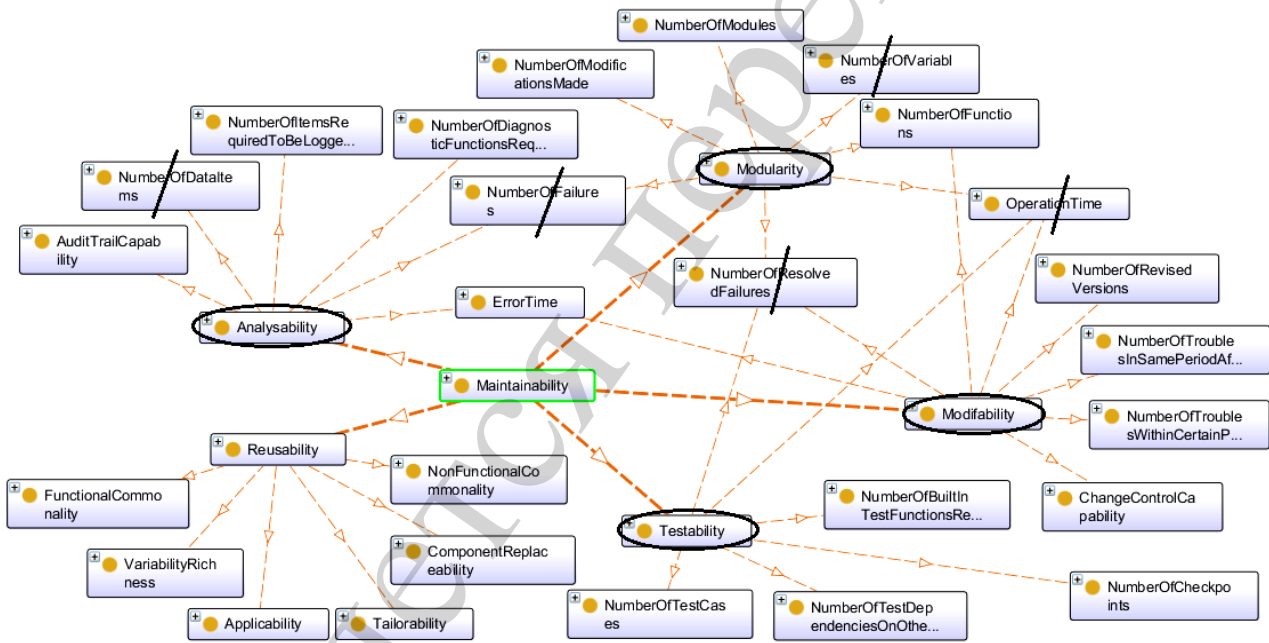 NumberOfModules
NumberOfModific
ationsMade
NumberOfVariabl
es
NumberOfItemsRe
quiredToBeLogge...
NumberOfDiagnos
ticFunctionsReq...
NumberOfFunctio
ns
Modularity
NumberOfDataIte
ms
NumberOfFailure
s
OperationTime
AuditTrailCapab
ility
NumberOfResolve
dFailures
NumberOfRevised
Versions
ErrorTime
Analysability
NumberOfTrouble
sInSamePeriodAf...
Maintainability
Modifability
NumberOfTrouble
sWithinCertainP...
Reusability
NonFunctionalCo
mmonality
FunctionalCommo
nality
NumberOfBuiltIn
TestFunctionsRe...
ChangeControlCa
pability
Testability
VariabilityRich
ness
ComponentReplac
eability
NumberOfCheckpo
ints
Applicability
Tailorability
NumberOfTestCas
es
NumberOfTestDep
endenciesOnOthe...